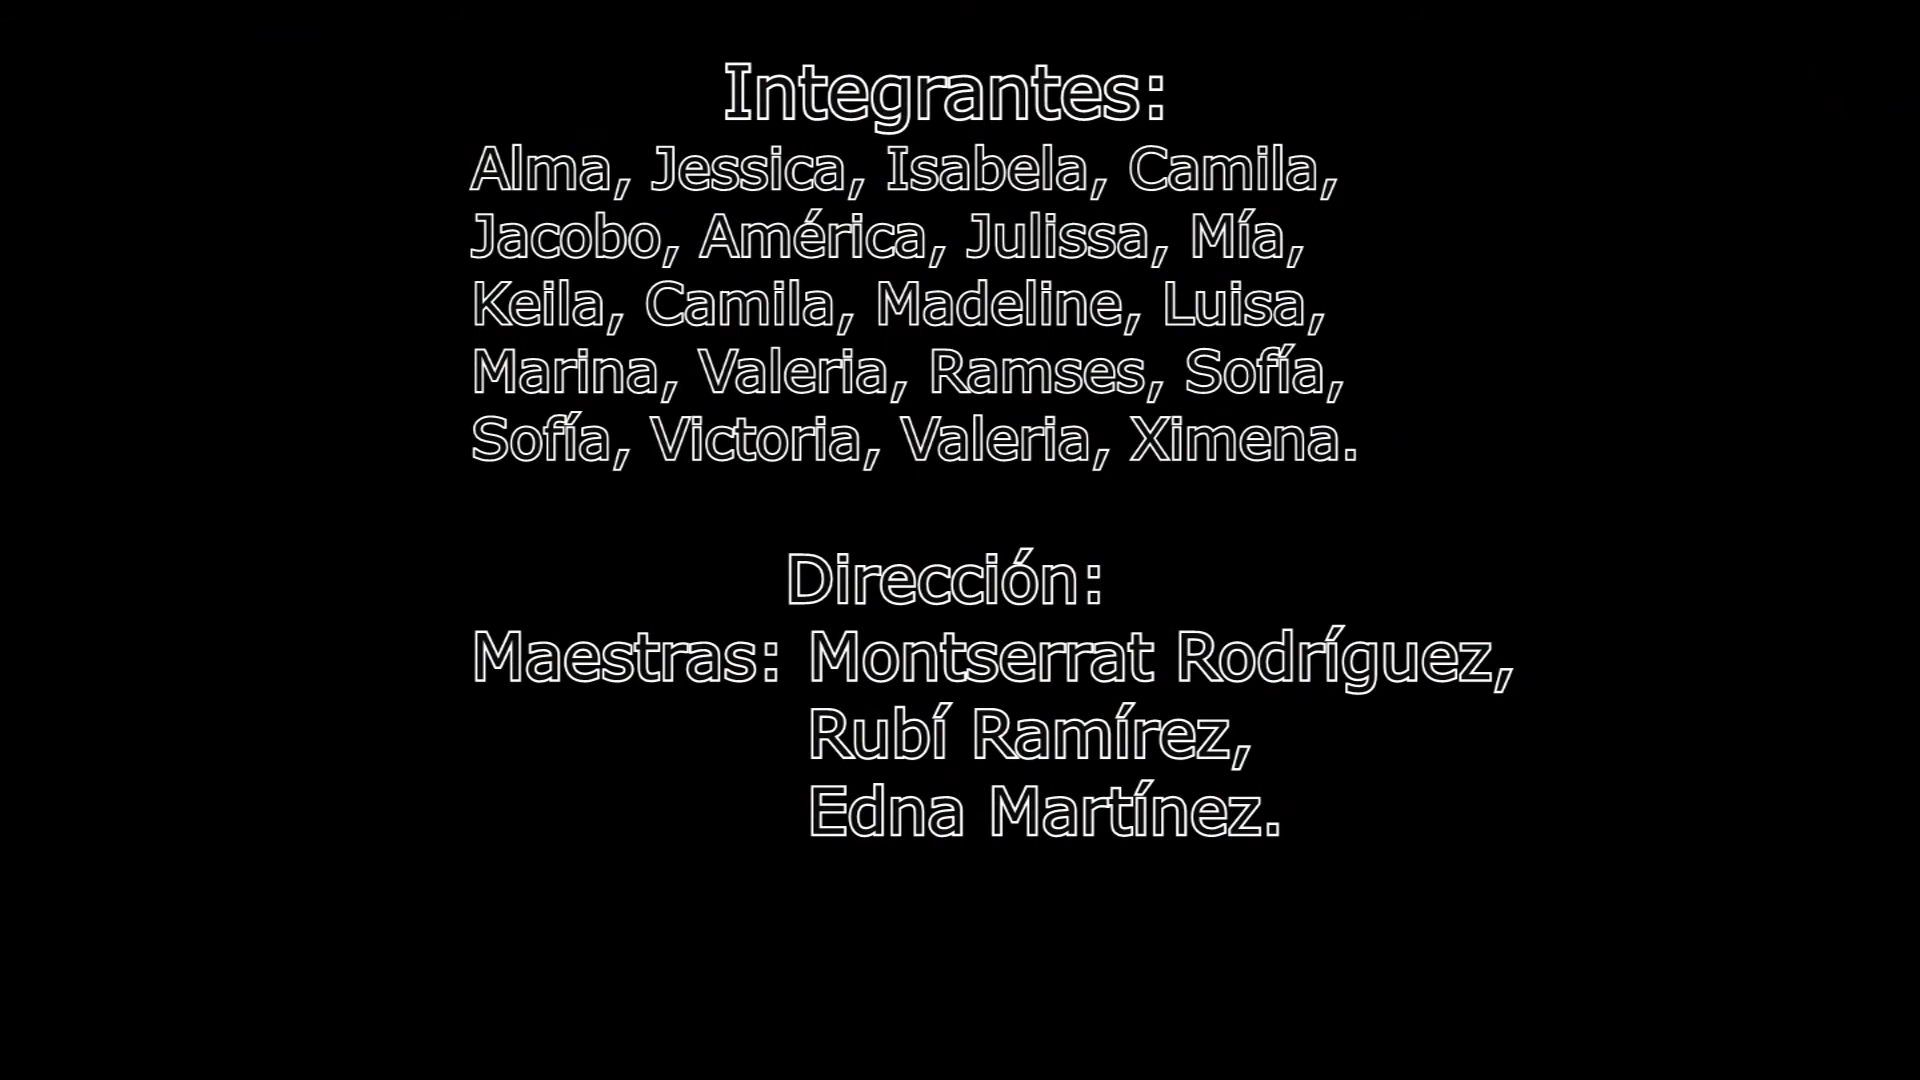 Integrantes:
Alma, Jessica, Isabela, Camila,
Jacobo, América, Julissa, Mía,
Keila, Camila, Madeline, Luisa,
Marina, Valeria, Ramses, Sofía,
Sofía, Victoria, Valeria, Ximena.
Dirección:
Maestras: Montserrat Rodríguez,
Rubí Ramírez,
Edna Martínez.